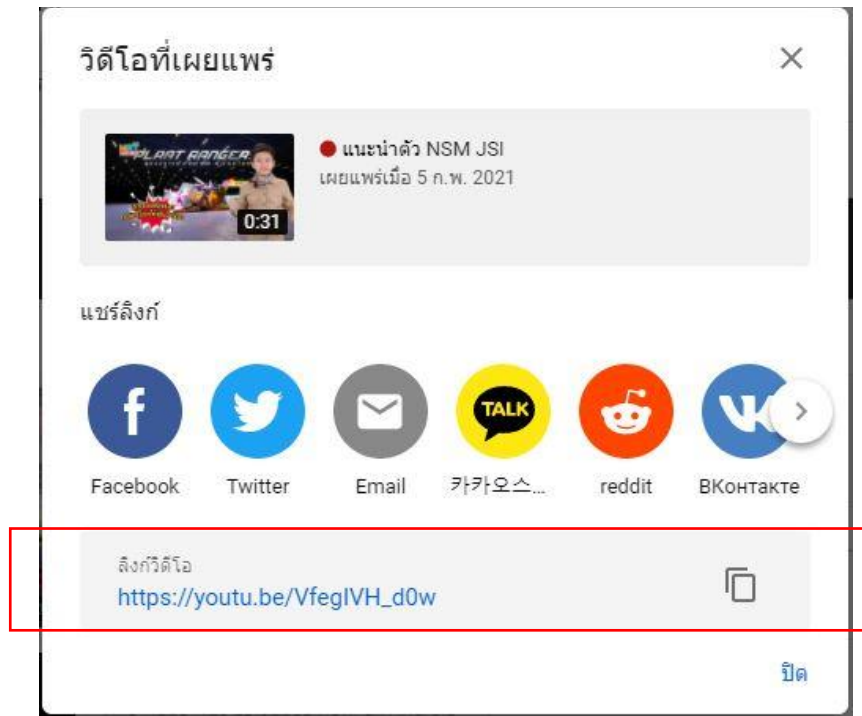 วิดีโอที่เผยแพร่
PLANT RANGER
0:31
แนะนำตัว NSM JSI
เผยแพร่เมื่อ 5 ก.พ. 2021
แชร์ลิงก์
f
TALK
Facebook
Twitter
Email
카카오스...
reddit
ВКонтакте
ลิงก์วิดีโอ
https://youtu.be/VfegIVH_d0w
ปิด